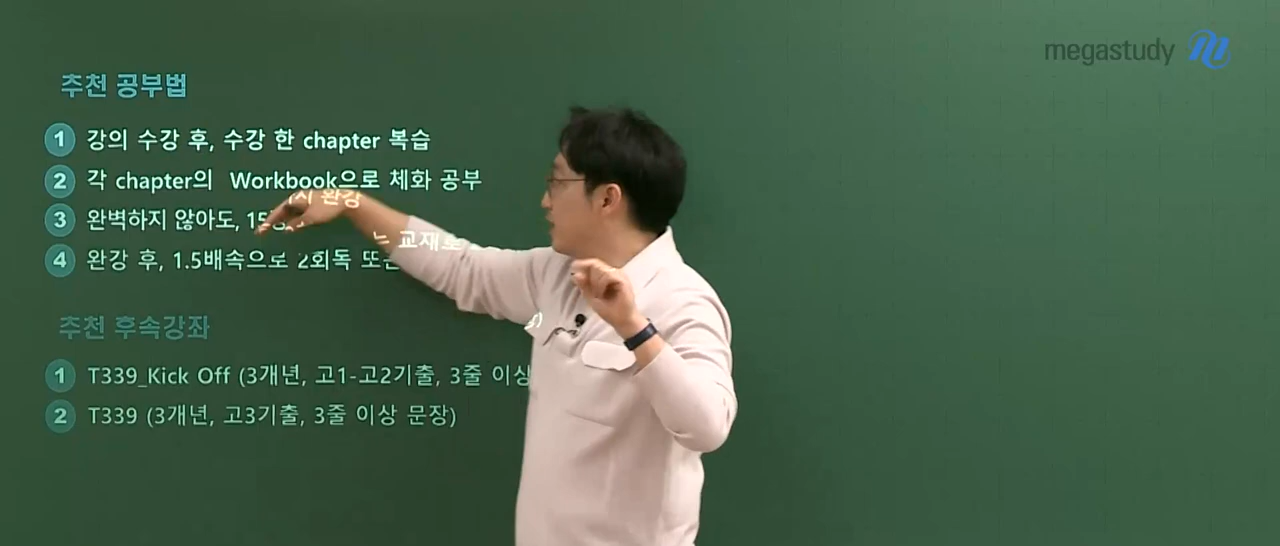 megastudy
추천 공부법
1 강의 수강 후, 수강 한 chapter 복습
2 각 chapter의 Workbook으로 체화 공부
3 완벽하지 않아도, 완강
4 완강 후, 1.5배속으로 2회독 또는 교재로
추천 후속강좌
1 T339_Kick Off (3개년, 고1-고2기출, 3줄 이상
2 T339 (3개년, 고3기출, 3줄 이상 문장)